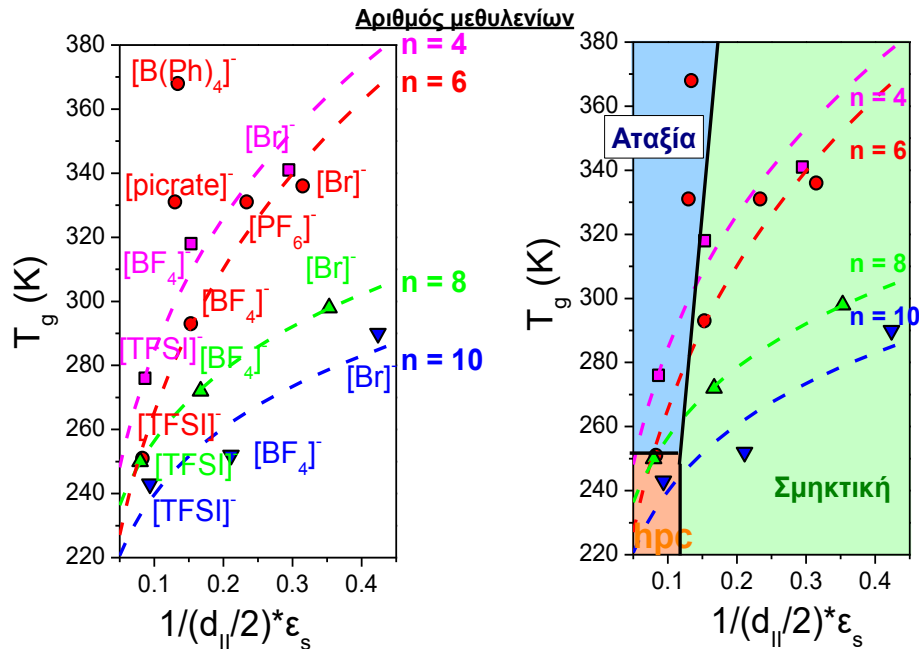 Αριθμός μεθυλενίων
380
360
340
320
300
280
260
240
220
T_g (K)
0.1 0.2 0.3 0.4
1/(d_||/2)*ε_s
[B(Ph)_4]^-
n = 4
n = 6
[Br]^-
[picrate]^-
[Br]^-
[PF_6]^-
[BF_4]^-
[Br]^-
n = 8
[BF_4]^-
[TFSI]^-
[BF_4]^-
n = 10
[Br]^-
[TFSI]^-
[TFSI]^-
[BF_4]^-
[TFSI]^-
380
360
340
320
300
280
260
240
220
T_g (K)
0.1 0.2 0.3 0.4
1/(d_||/2)*ε_s
Αταξία
n = 4
n = 6
n = 8
n = 10
Σμηκτική
hpc